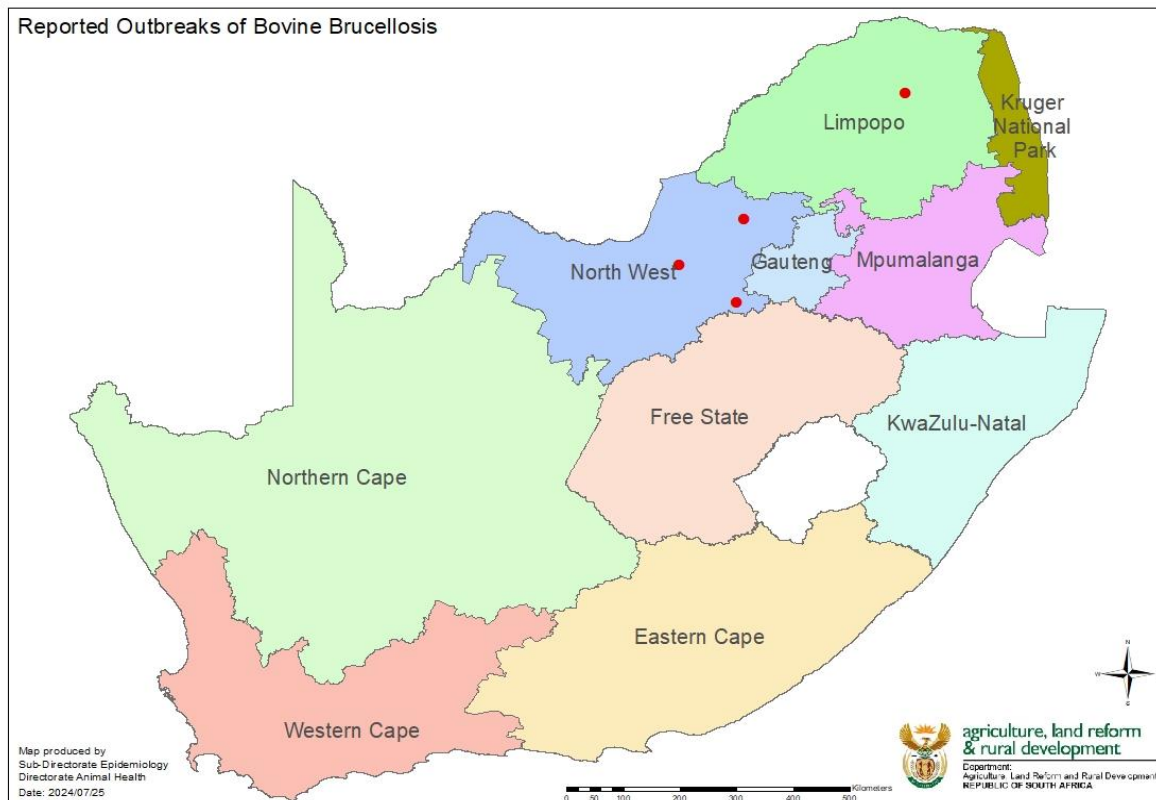 Reported Outbreaks of Bovine Brucellosis
Limpopo
Kruger
National
Park
North West
Gauteng
Mpumalanga
Free State
KwaZulu-Natal
Northern Cape
Eastern Cape
Western Cape
N
W
S
Map produced by
Sub-Directorate Epidemiology
Directorate Animal Health
Date: 2024/07/25
Kilometers
0 50 100 200 300 400 500
agriculture, land reform
& rural development
Department:
Agriculture, Land Reform and Rural Development
REPUBLIC OF SOUTH AFRICA